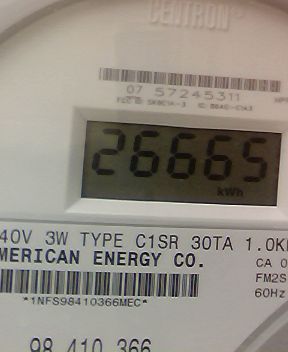 CENTRON
07 57245311
26665
kWh
40V 3W TYPE C1SR 30TA 1.0K
MERICAN ENERGY CO.
CA 0
FM2S
60Hz
*1NFS98410366MEC*
98 410 366